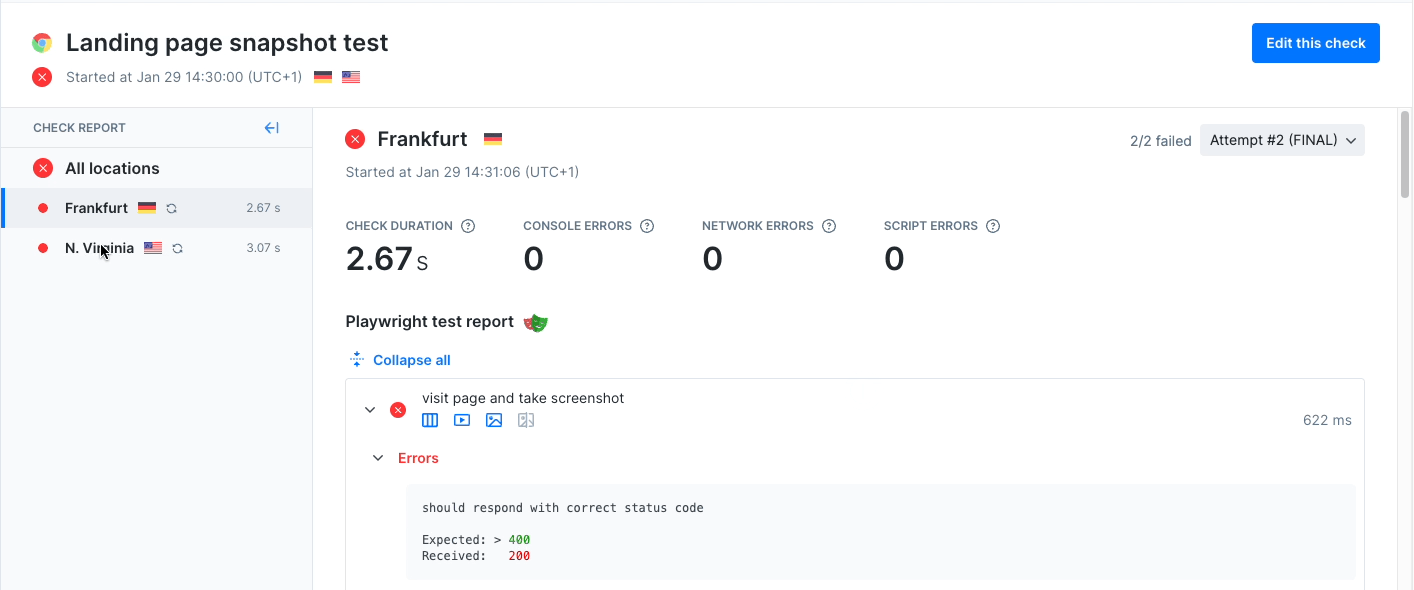 Landing page snapshot test
Edit this check
Started at Jan 29 14:30:00 (UTC+1)
CHECK REPORT
All locations
Frankfurt 2.67 s
N. Virginia 3.07 s
Frankfurt
2/2 failed Attempt #2 (FINAL)
Started at Jan 29 14:31:06 (UTC+1)
CHECK DURATION ? CONSOLE ERRORS ? NETWORK ERRORS ? SCRIPT ERRORS ?
2.67 S 0 0 0
Playwright test report
Collapse all
visit page and take screenshot
622 ms
Errors
should respond with correct status code
Expected: > 400
Received: 200